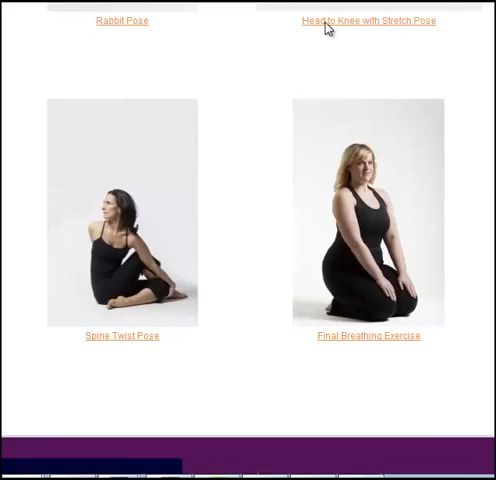 Rabbit Pose
Head to Knee with Stretch Pose
Spine Twist Pose
Final Breathing Exercise